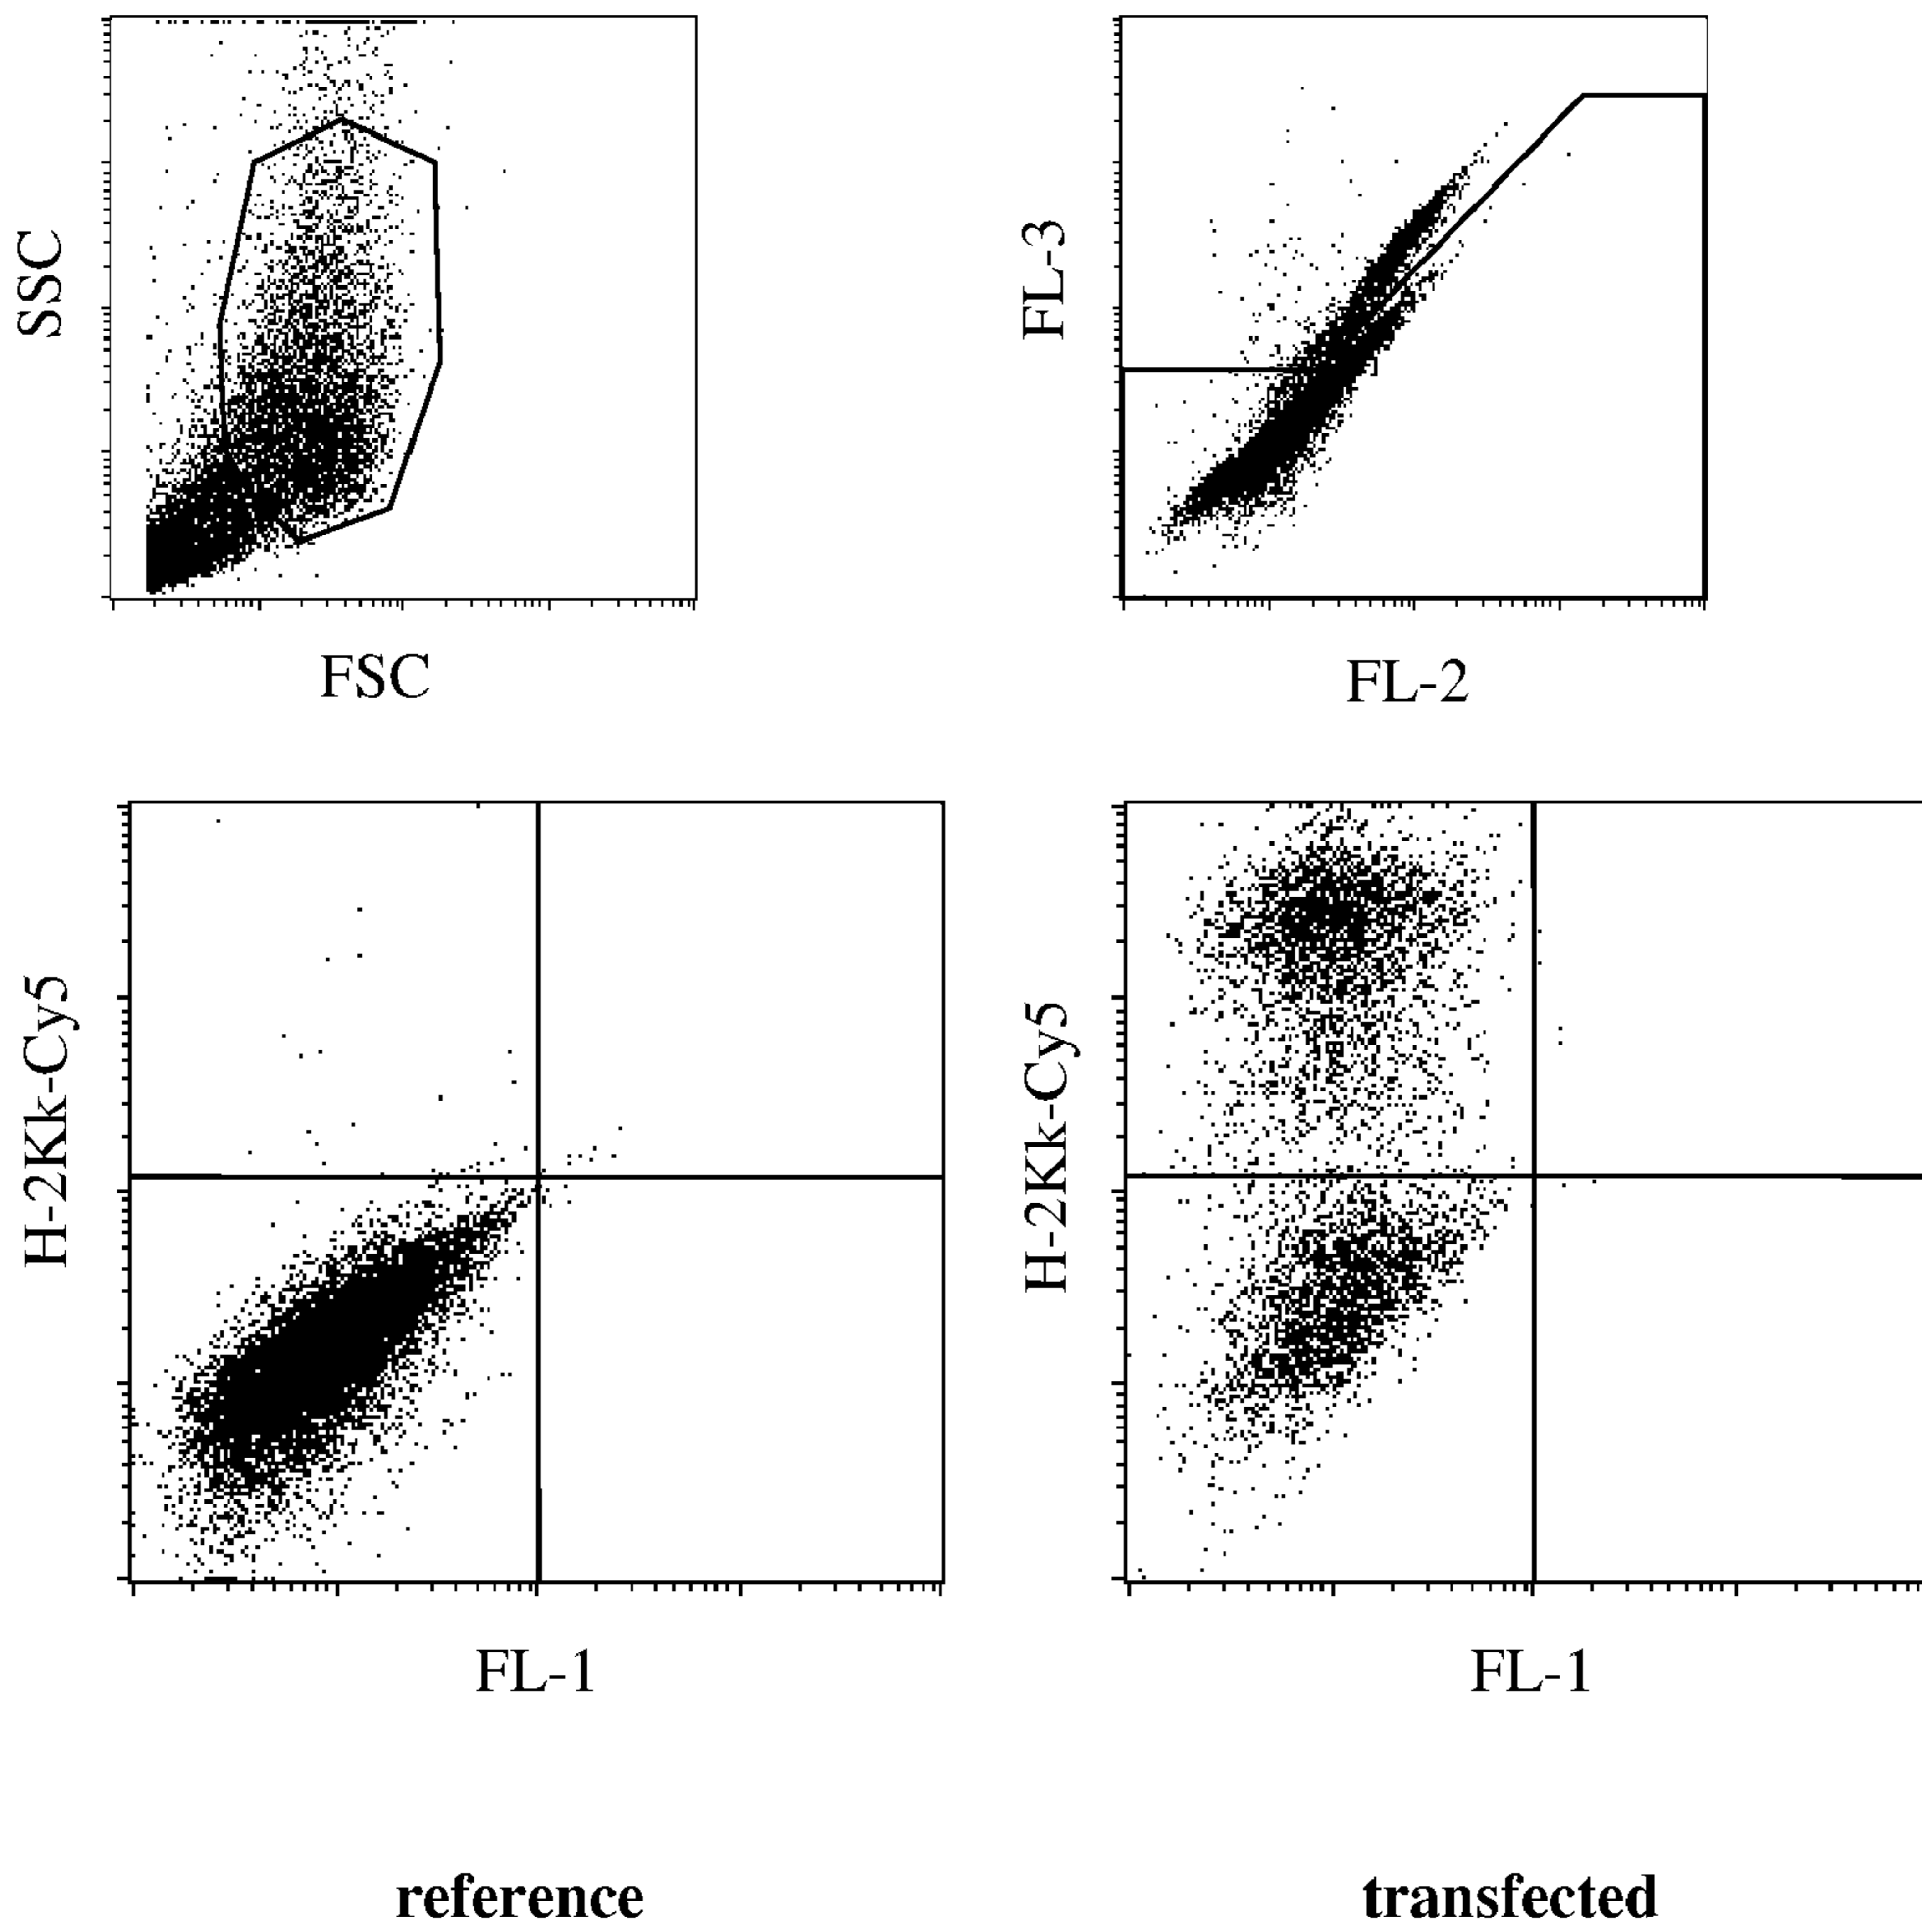 SSC
FSC
FL-3
FL-2
H-2Kk-Cy5
FL-1
H-2Kk-Cy5
FL-1
reference
transfected